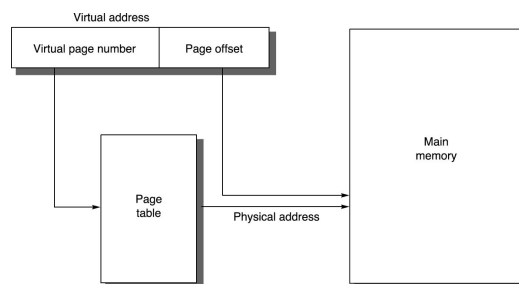 Virtual address
Virtual page number
Page offset
Main
memory
Page
table
Physical address